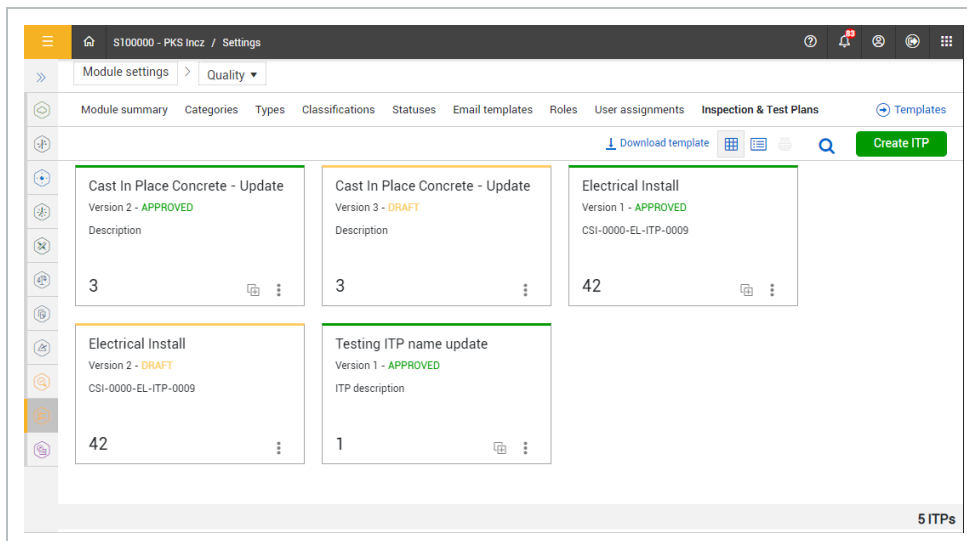 S100000 - PKS Incz / Settings
83
Module settings > Quality
Module summary Categories Types Classifications Statuses Email templates Roles User assignments Inspection & Test Plans Templates
Download template Create ITP
Cast In Place Concrete - Update
Version 2 - APPROVED
Description
3
Cast In Place Concrete - Update
Version 3 - DRAFT
Description
3
Electrical Install
Version 1 - APPROVED
CSI-0000-EL-ITP-0009
42
Electrical Install
Version 2 - DRAFT
CSI-0000-EL-ITP-0009
42
Testing ITP name update
Version 1 - APPROVED
ITP description
1
5 ITPs